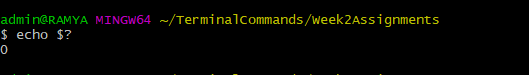 admin@RAMYA MINGW64 ~/TerminalCommands/Week2Assignments
$ echo $?
0